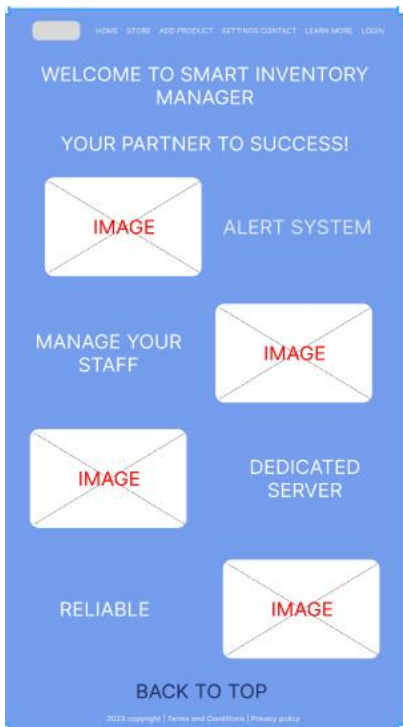 HOME STORE ADD PRODUCT SETTINGS CONTACT LEARN MORE LOGIN
WELCOME TO SMART INVENTORY
MANAGER
YOUR PARTNER TO SUCCESS!
IMAGE
ALERT SYSTEM
MANAGE YOUR
STAFF
IMAGE
IMAGE
DEDICATED
SERVER
RELIABLE
IMAGE
BACK TO TOP
2023 copyright | Terms and Conditions | Privacy policy